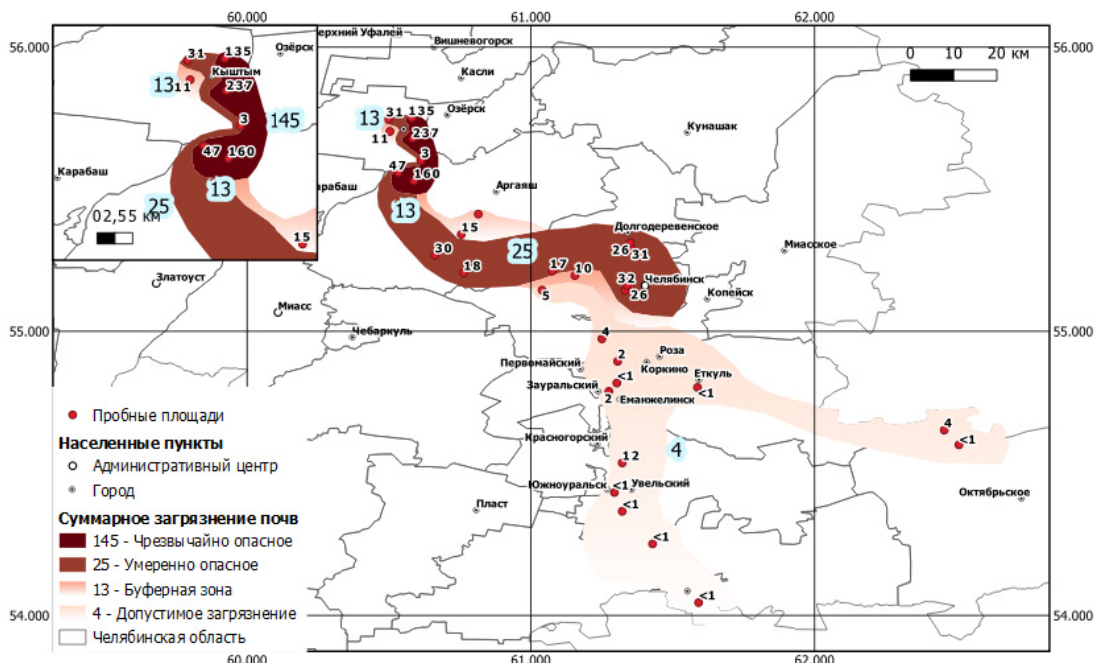 60.000
61.000
62.000
56.000
56.000
31
135
Озёрск
Кыштым
13
11
237
3
145
47
160
Карабаш
13
25
0 2,55 км
15
Верхний Уфалей
Вишневогорск
Касли
0 10 20 км
31
135
Озёрск
13
11
237
Кунашак
3
47
160
Карабаш
Аргаяш
13
15
Долгодеревенское
25
26
31
Миасское
30
18
17
10
32
Челябинск
26
5
Копейск
Златоуст
Миасс
55.000
55.000
Чебаркуль
4
2
Роза
Первомайский
Коркино
<1
Еткуль
Зауральский
<1
2
Еманжелинск
4
<1
Красногорский
4
12
Южноуральск
<1
Увельский
<1
Октябрьское
Пласт
<1
<1
54.000
54.000
60.000
61.000
62.000
Пробные площади
Населенные пункты
Административный центр
Город
Суммарное загрязнение почв
145 - Чрезвычайно опасное
25 - Умеренно опасное
13 - Буферная зона
4 - Допустимое загрязнение
Челябинская область